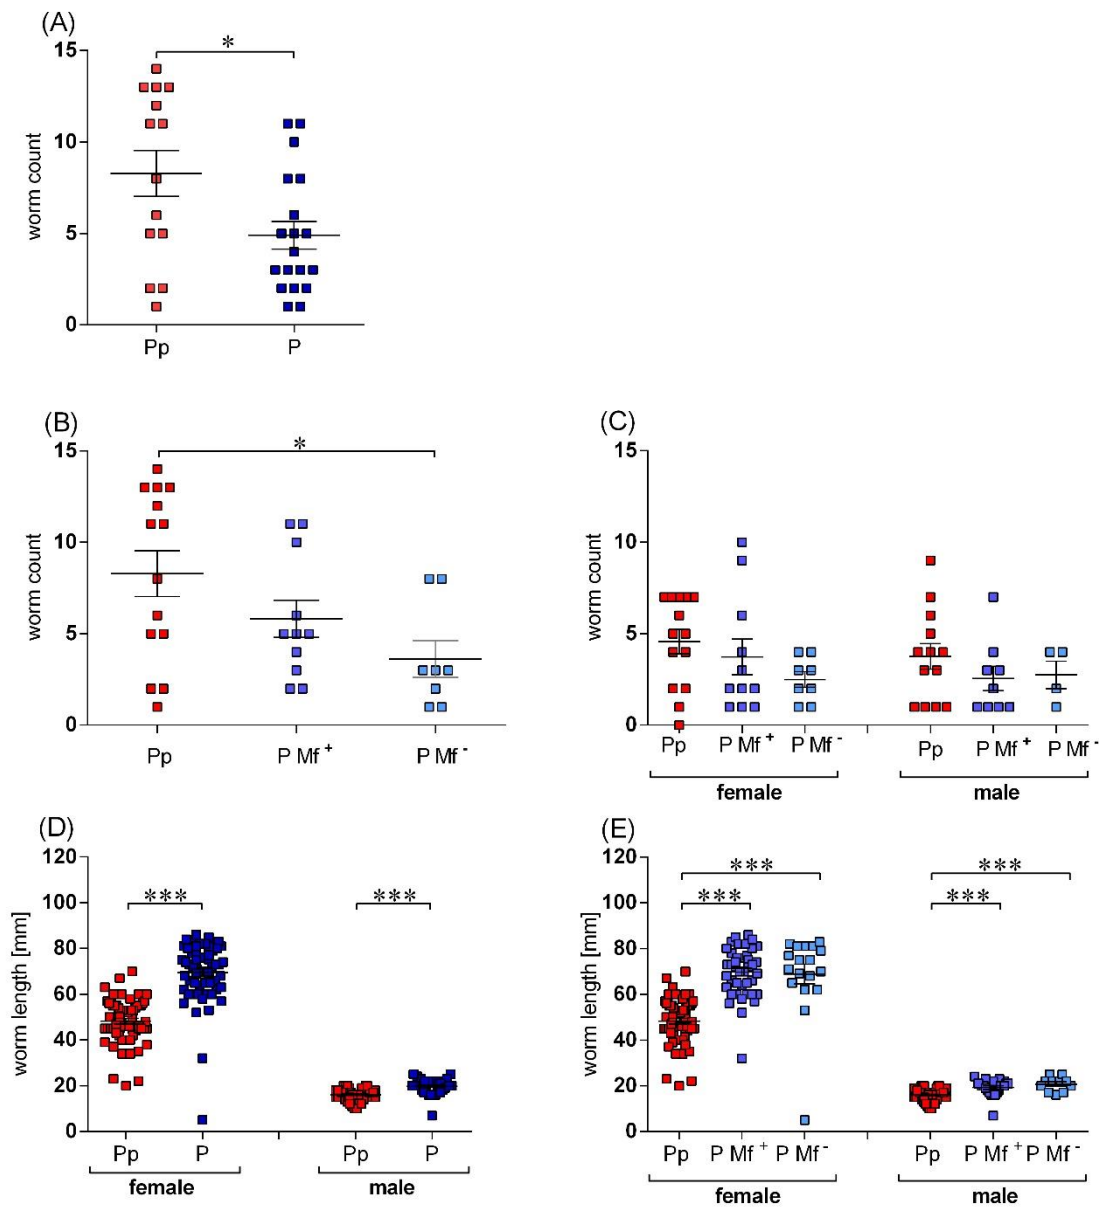 (A)
15
10
5
0
worm count
*
Pp P
(B)
15
10
5
0
worm count
*
Pp P Mf + P Mf -
(C)
15
10
5
0
worm count
Pp P Mf + P Mf - Pp P Mf + P Mf -
female male
(D)
120
100
80
60
40
20
0
worm length [mm]
*** ***
Pp P Pp P
female male
(E)
120
100
80
60
40
20
0
worm length [mm]
*** ***
*** ***
Pp P Mf + P Mf - Pp P Mf + P Mf -
female male